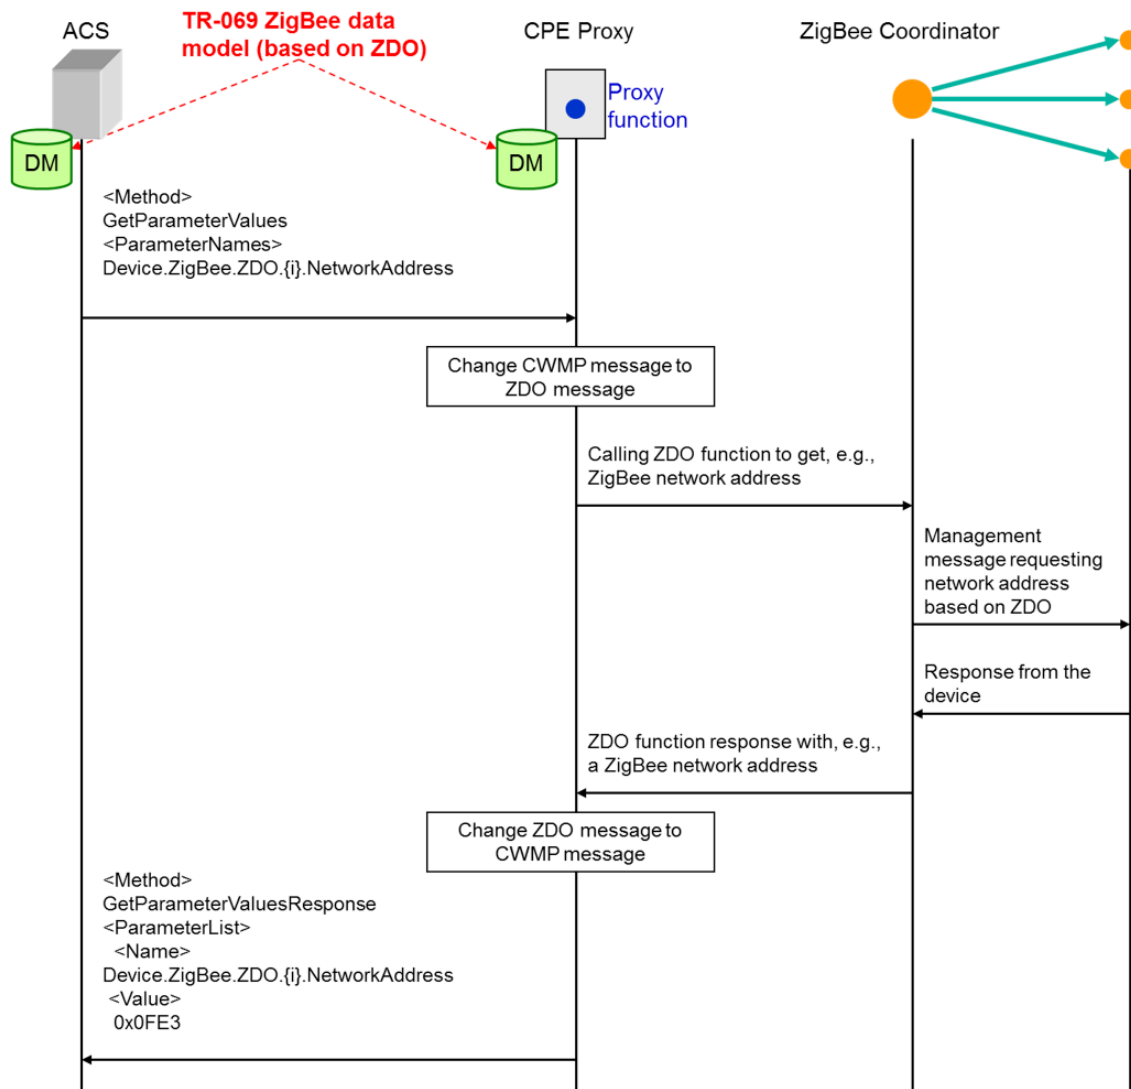 ACS
TR-069 ZigBee data
model (based on ZDO)
CPE Proxy
ZigBee Coordinator
Proxy
function
DM
DM
<Method>
GetParameterValues
<ParameterNames>
Device.ZigBee.ZDO.{i}.NetworkAddress
Change CWMP message to
ZDO message
Calling ZDO function to get, e.g.,
ZigBee network address
Management
message requesting
network address
based on ZDO
Response from the
device
ZDO function response with, e.g.,
a ZigBee network address
Change ZDO message to
CWMP message
<Method>
GetParameterValuesResponse
<ParameterList>
<Name>
Device.ZigBee.ZDO.{i}.NetworkAddress
<Value>
0x0FE3